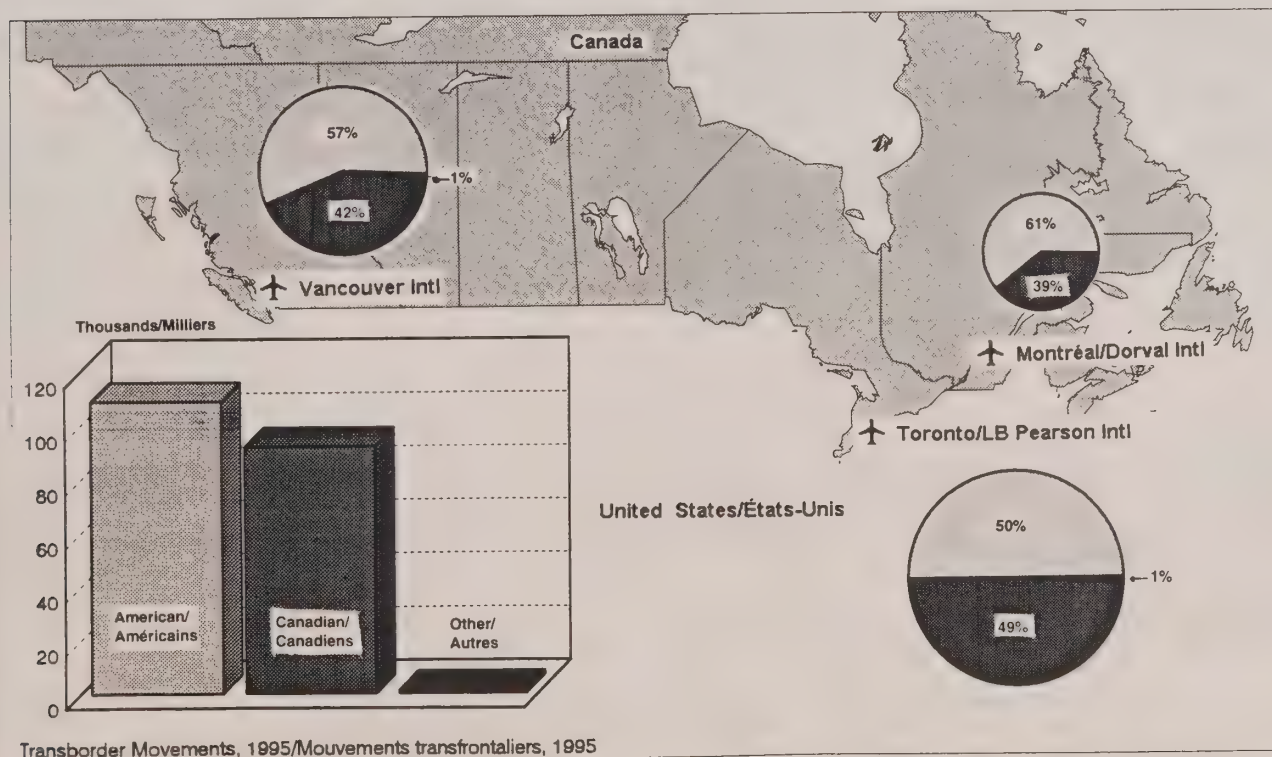 Canada
57%
1%
42%
Vancouver Intl
61%
39%
Montréal/Dorval Intl
Toronto/LB Pearson Intl
United States/États-Unis
50%
1%
49%
Thousands/Milliers
120
100
80
60
40
20
0
American/
Américains
Canadian/
Canadiens
Other/
Autres
Transborder Movements, 1995/Mouvements transfrontaliers, 1995